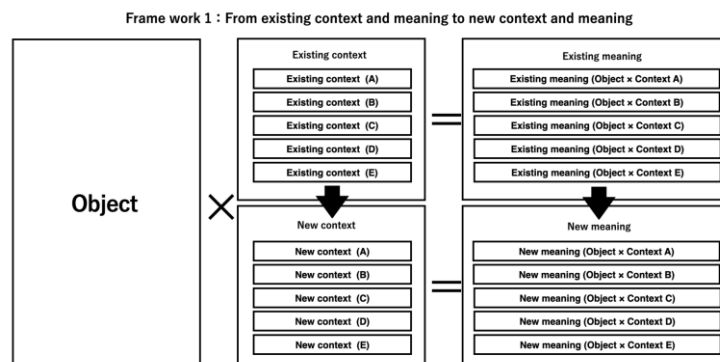 Frame work 1 : From existing context and meaning to new context and meaning
Object
×
Existing context
Existing context (A)
Existing context (B)
Existing context (C)
Existing context (D)
Existing context (E)
=
Existing meaning
Existing meaning (Object × Context A)
Existing meaning (Object × Context B)
Existing meaning (Object × Context C)
Existing meaning (Object × Context D)
Existing meaning (Object × Context E)
New context
New context (A)
New context (B)
New context (C)
New context (D)
New context (E)
=
New meaning
New meaning (Object × Context A)
New meaning (Object × Context B)
New meaning (Object × Context C)
New meaning (Object × Context D)
New meaning (Object × Context E)